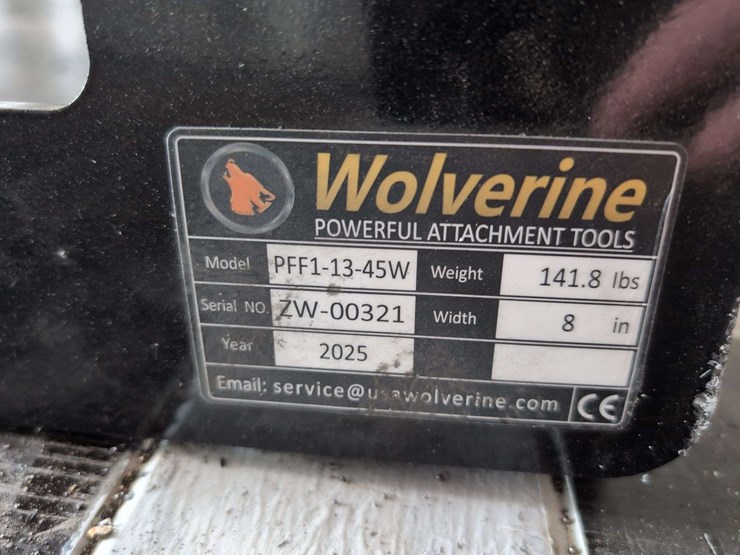 Wolverine
POWERFUL ATTACHMENT TOOLS
Model PFF1-13-45W Weight 141.8 lbs
Serial NO. ZW-00321 Width 8 in
Year 2025
Email: service@usawolverine.com CE